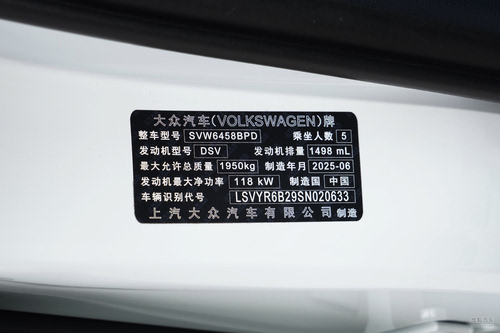 大众汽车(VOLKSWAGEN)牌
整车型号 SVW6458BPD 乘坐人数 5
发动机型号 DSV 发动机排量 1498 mL
最大允许总质量 1950kg 制造年月 2025-06
发动机最大净功率 118 kW 制造国 中国
车辆识别代号 LSVYR6B29SN020633
上汽大众汽车有限公司 制造